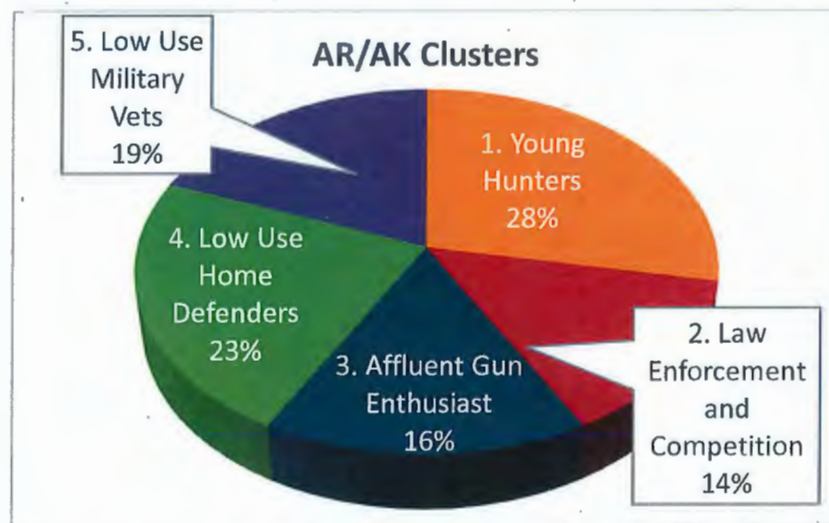 AR/AK Clusters
1. Young
Hunters
28%
2. Law
Enforcement
and
Competition
14%
3. Affluent Gun
Enthusiast
16%
4. Low Use
Home
Defenders
23%
5. Low Use
Military
Vets
19%